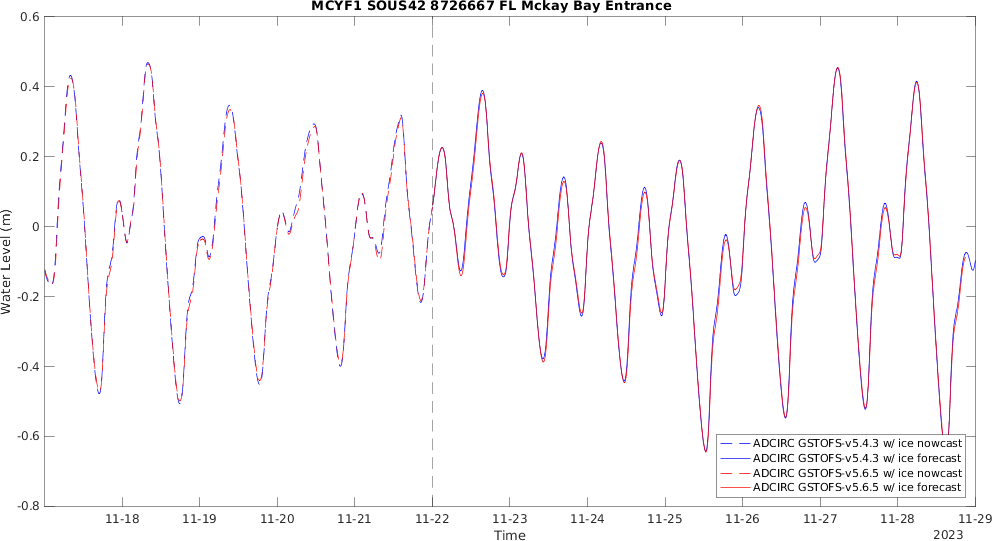 MCYF1 SOUS42 8726667 FL Mckay Bay Entrance
0.6
0.4
0.2
0
-0.2
-0.4
-0.6
-0.8
Water Level (m)
ADCIRC GSTOFS-v5.4.3 w/ ice nowcast
ADCIRC GSTOFS-v5.4.3 w/ ice forecast
ADCIRC GSTOFS-v5.6.5 w/ ice nowcast
ADCIRC GSTOFS-v5.6.5 w/ ice forecast
11-18 11-19 11-20 11-21 11-22 11-23 11-24 11-25 11-26 11-27 11-28 11-29
Time
2023